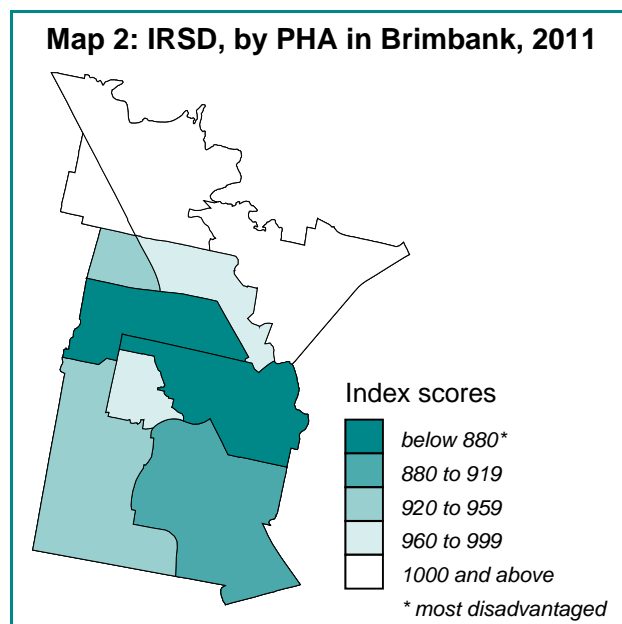 Map 2: IRSD, by PHA in Brimbank, 2011
Index scores
below 880*
880 to 919
920 to 959
960 to 999
1000 and above
* most disadvantaged